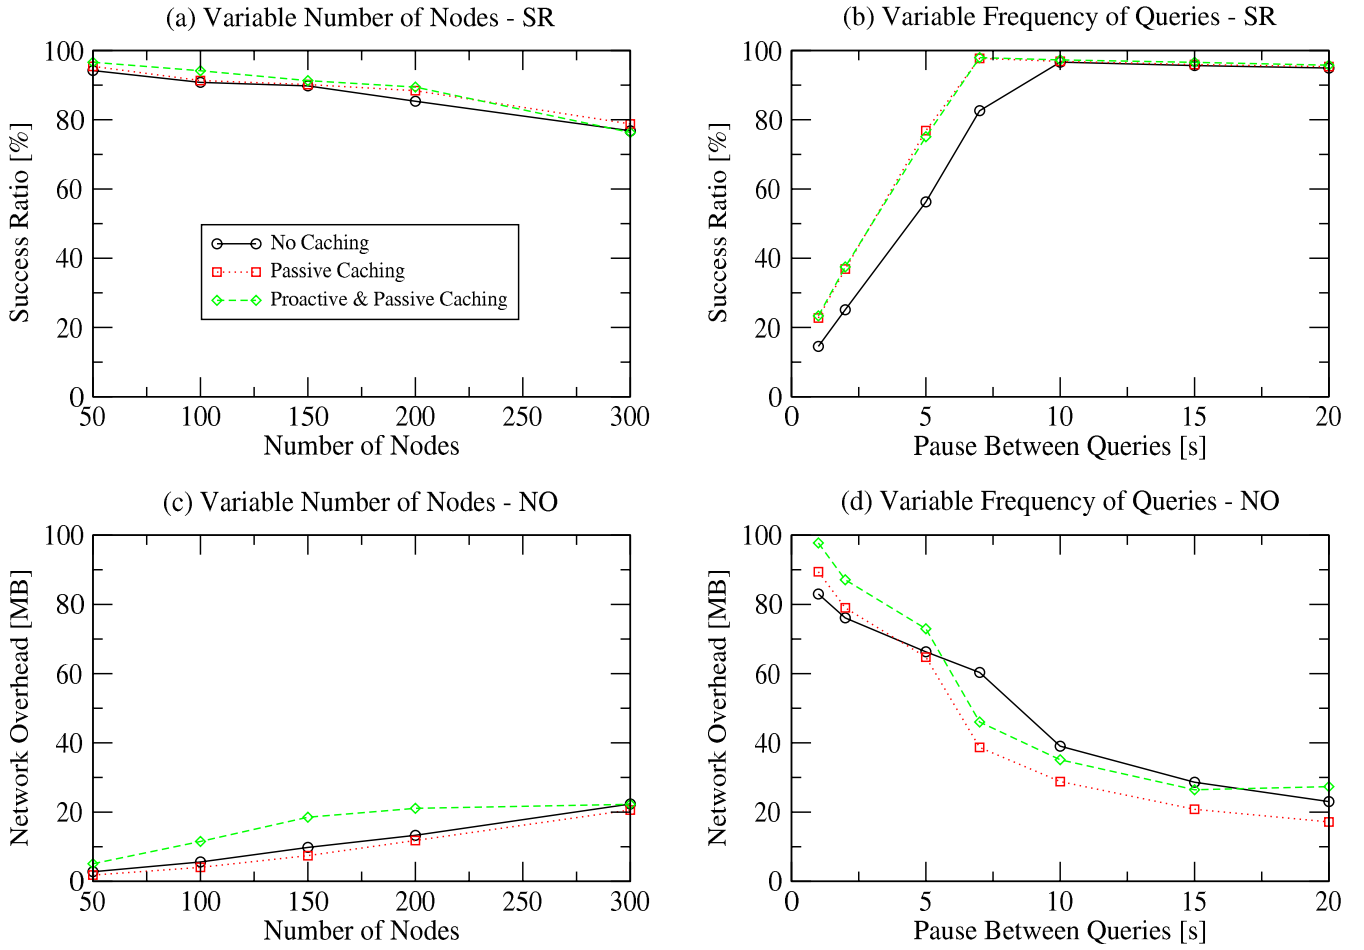 (a) Variable Number of Nodes - SR
100
80
60
40
20
0
Success Ratio [%]
No Caching
Passive Caching
Proactive & Passive Caching
50 100 150 200 250 300
Number of Nodes
(b) Variable Frequency of Queries - SR
100
80
60
40
20
0
Success Ratio [%]
0 5 10 15 20
Pause Between Queries [s]
(c) Variable Number of Nodes - NO
100
80
60
40
20
0
Network Overhead [MB]
50 100 150 200 250 300
Number of Nodes
(d) Variable Frequency of Queries - NO
100
80
60
40
20
0
Network Overhead [MB]
0 5 10 15 20
Pause Between Queries [s]